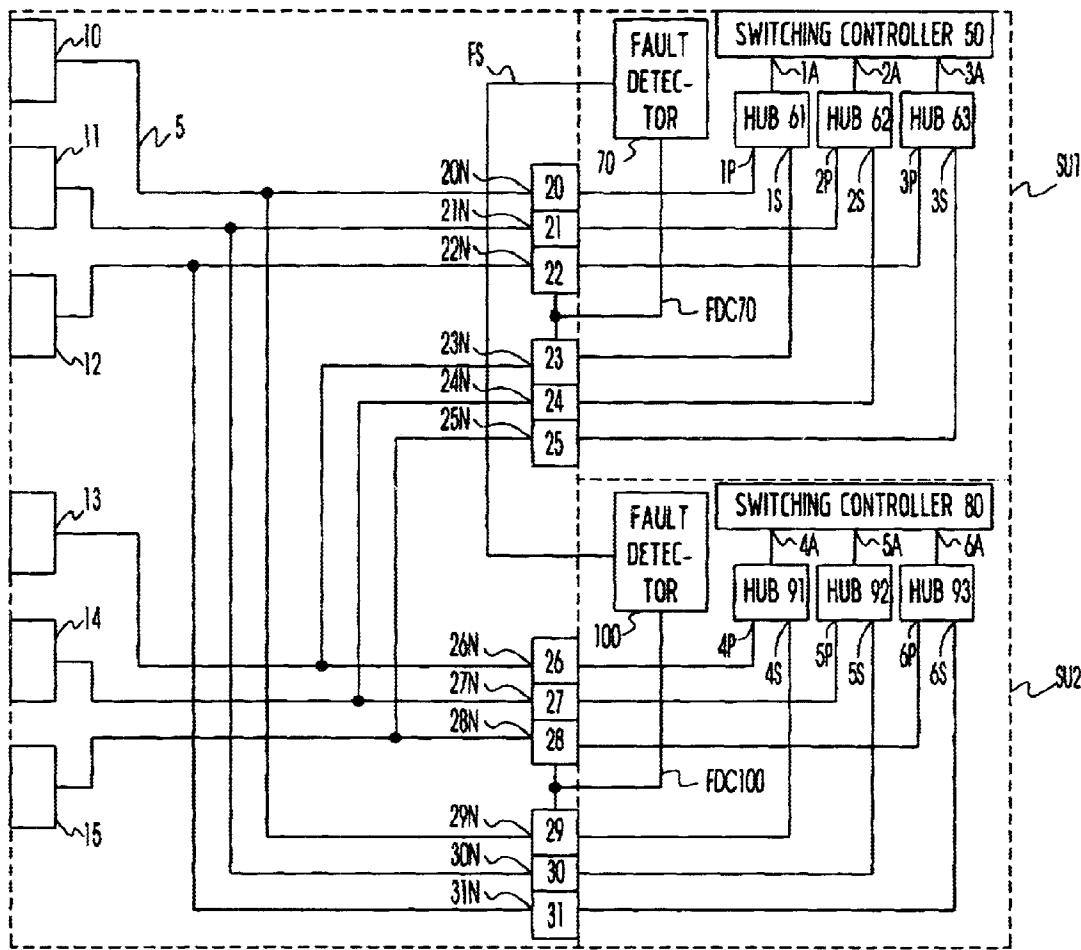 10
5
11
12
FS
FAULT
DETEC-
TOR
70
SWITCHING CONTROLLER 50
1A
2A
3A
HUB 61
HUB 62
HUB 63
1P
1S
2P
2S
3P
3S
SU1
20N
21N
22N
20
21
22
FDC70
23N
24N
25N
23
24
25
13
14
15
FAULT
DETEC-
TOR
100
SWITCHING CONTROLLER 80
4A
5A
6A
HUB 91
HUB 92
HUB 93
4P
4S
5P
5S
6P
6S
SU2
26N
27N
28N
26
27
28
FDC100
29N
30N
31N
29
30
31